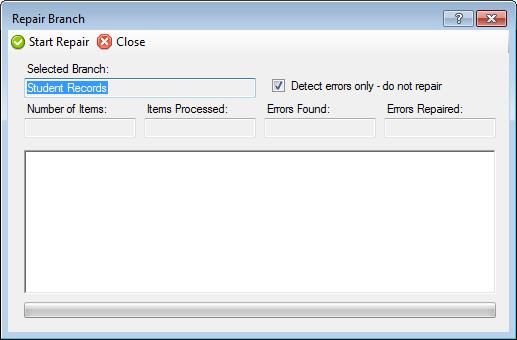 Repair Branch
Start Repair Close
Selected Branch:
Student Records Detect errors only - do not repair
Number of Items: Items Processed: Errors Found: Errors Repaired: